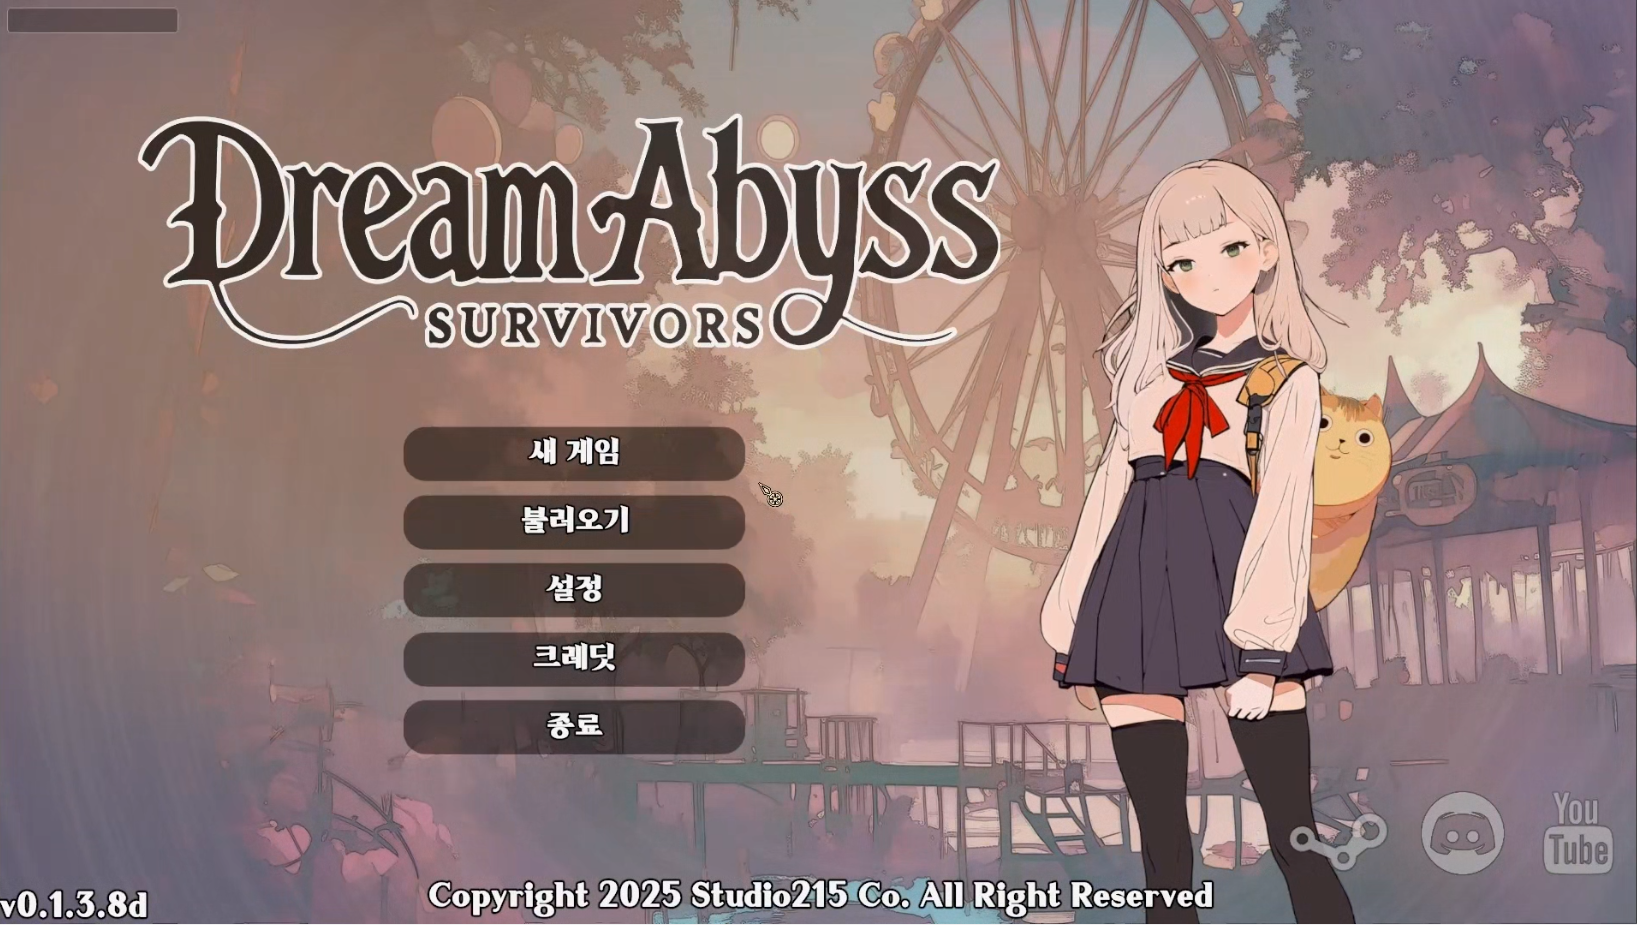 Dream Abyss
SURVIVORS
새 게임
불러오기
설정
크레딧
종료
You
Tube
Copyright 2025 Studio215 Co. All Right Reserved
v0.1.3.8d